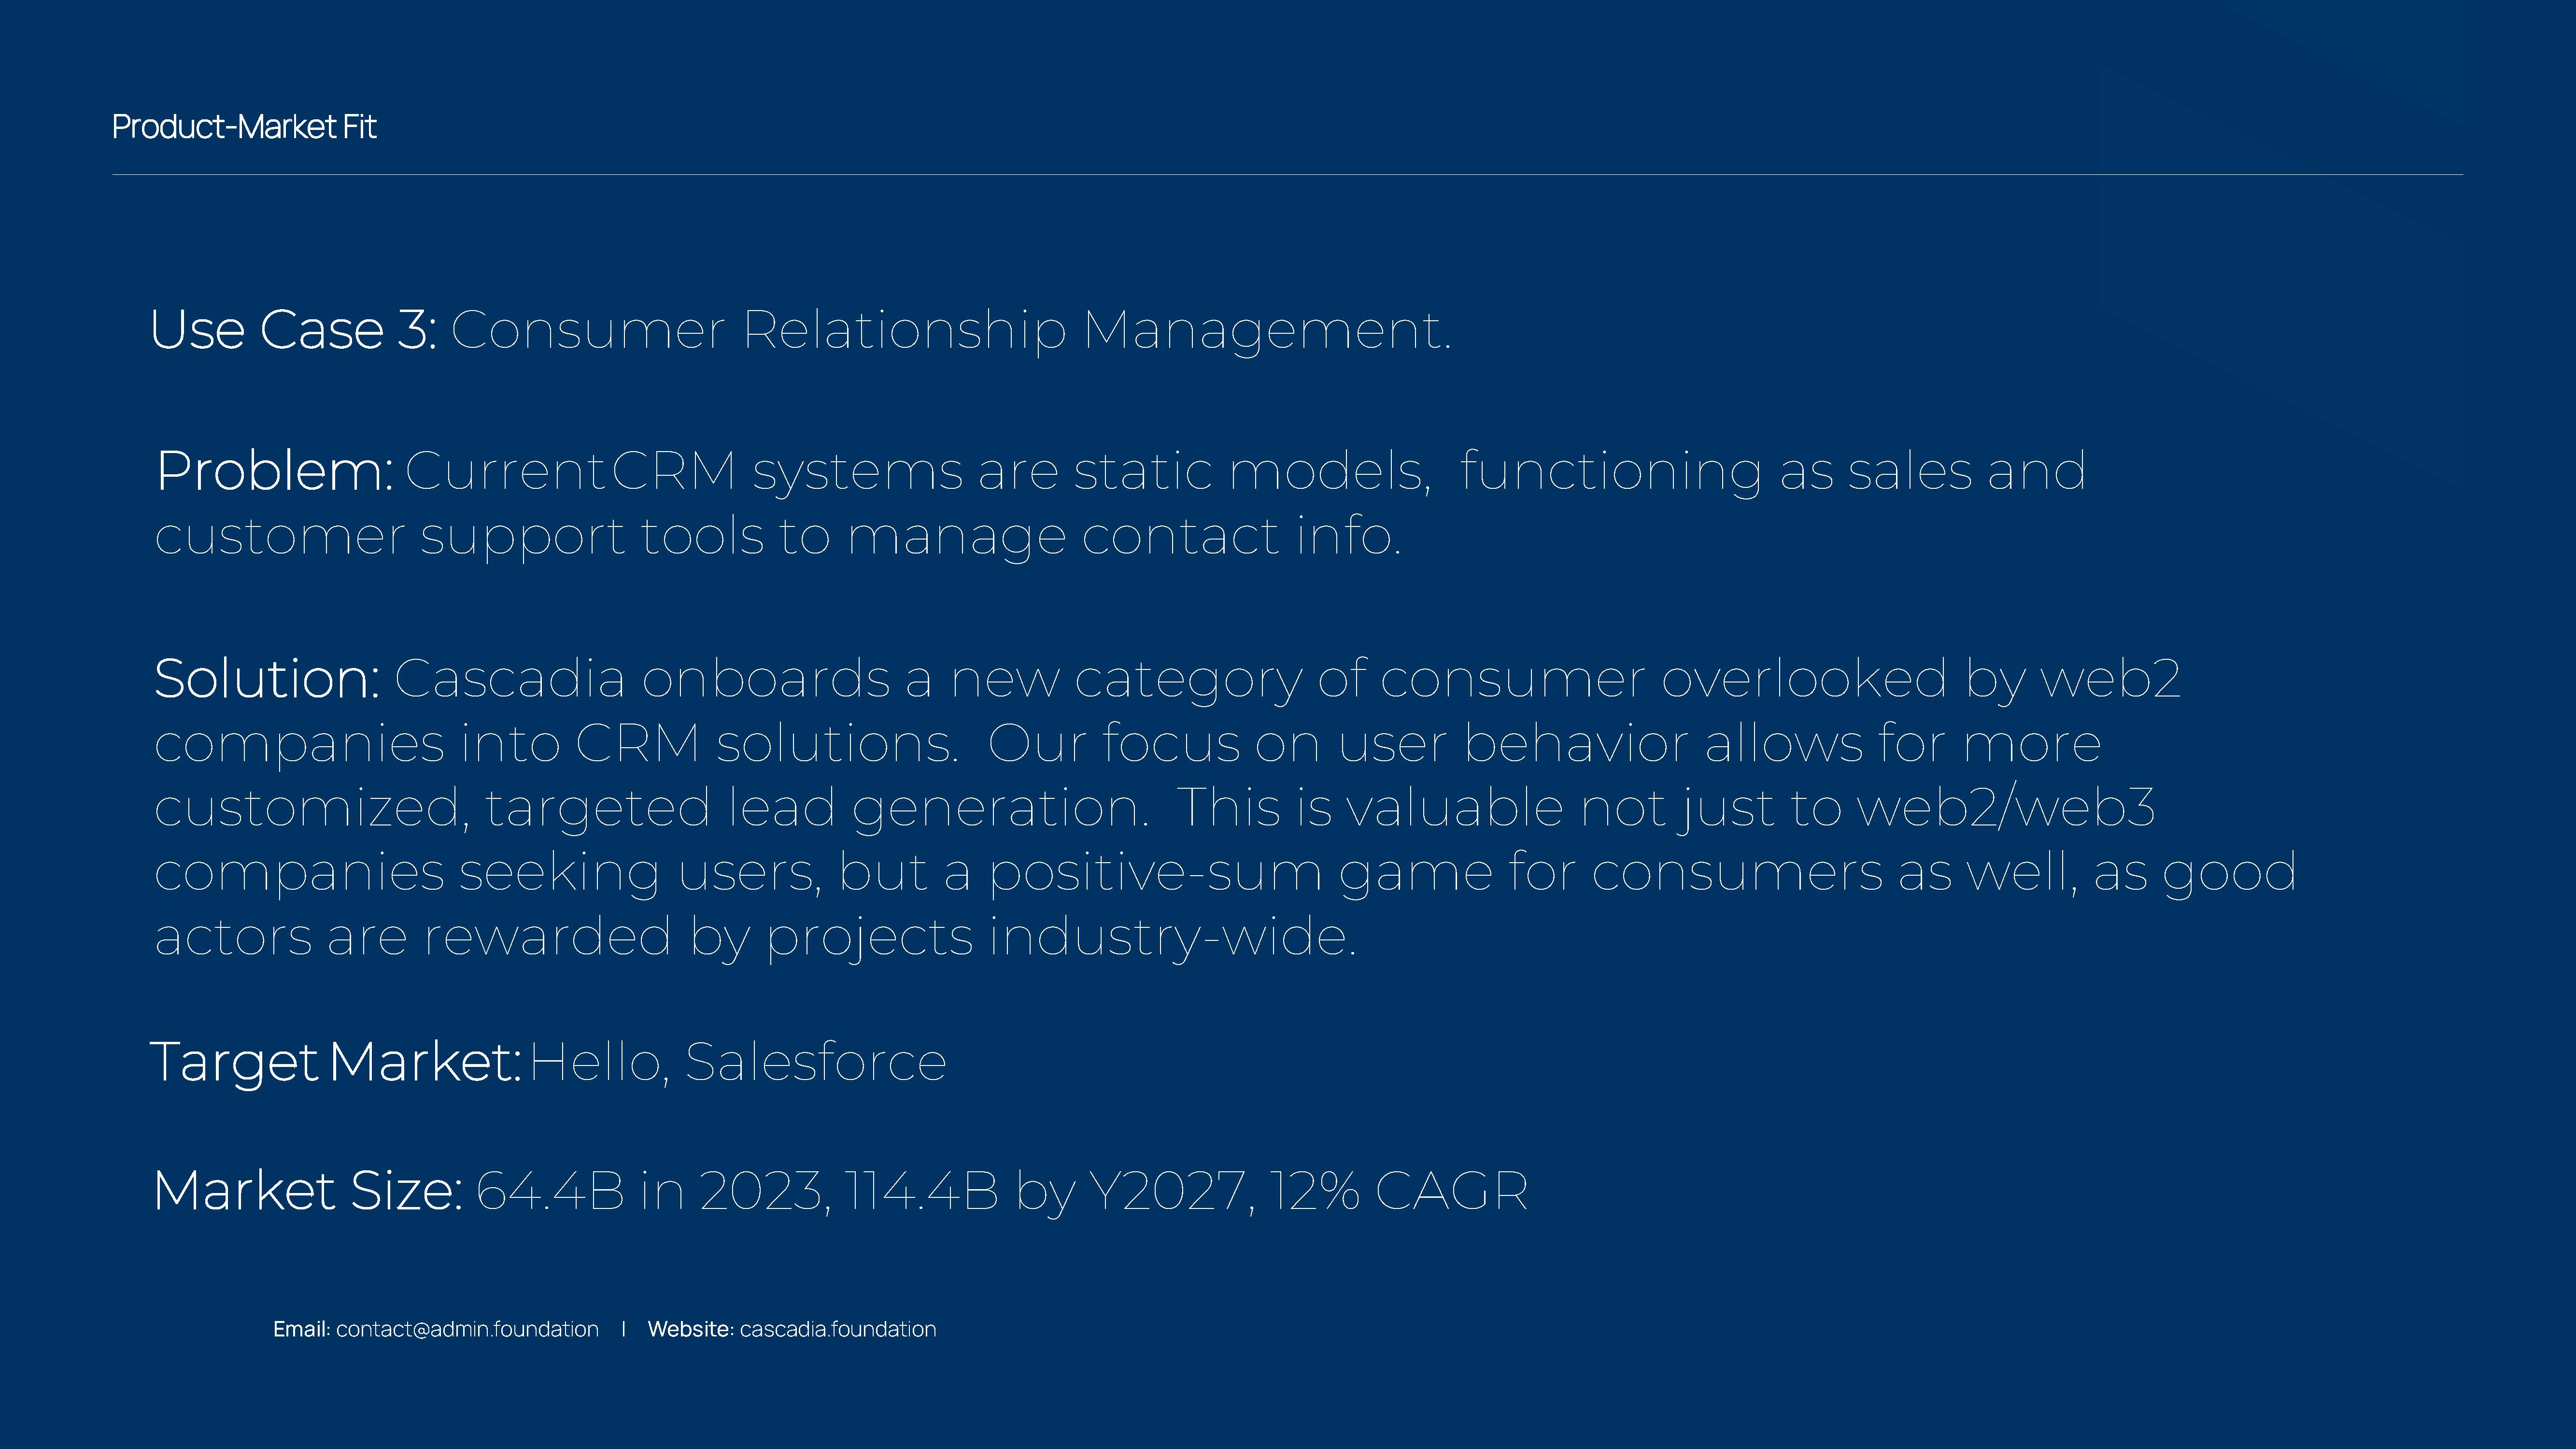 Product-Market Fit
Use Case 3: Consumer Relationship Management.
Problem: Current CRM systems are static models, functioning as sales and
customer support tools to manage contact info.
Solution: Cascadia onboards a new category of consumer overlooked by web2
companies into CRM solutions. Our focus on user behavior allows for more
customized, targeted lead generation. This is valuable not just to web2/web3
companies seeking users, but a positive-sum game for consumers as well, as good
actors are rewarded by projects industry-wide.
Target Market: Hello, Salesforce
Market Size: 64.4B in 2023, 114.4B by Y2027, 12% CAGR
Email: contact@admin.foundation | Website: cascadia.foundation